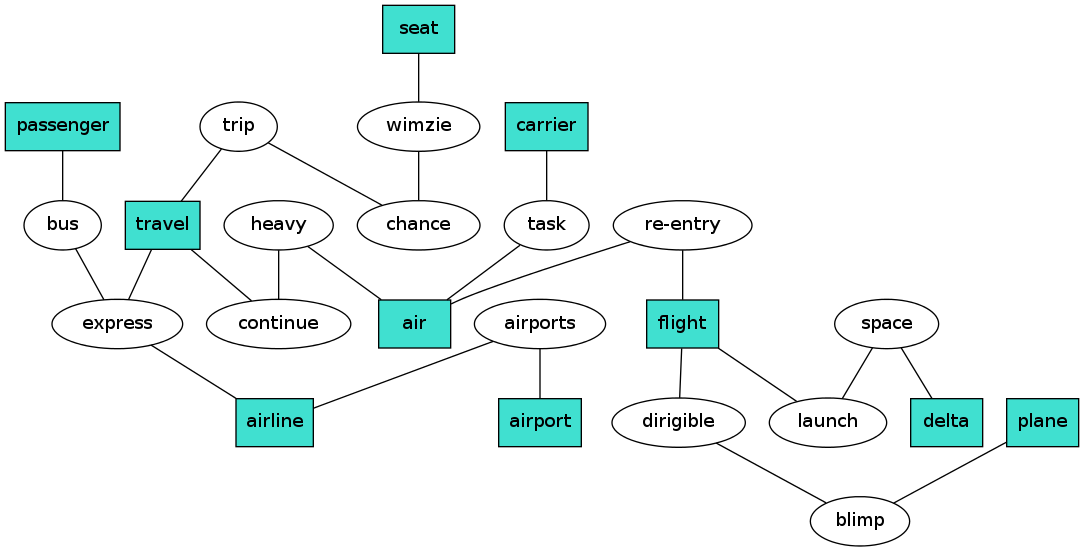 seat
passenger
trip
wimzie
carrier
bus
travel
heavy
chance
task
re-entry
express
continue
air
airports
flight
space
airline
airport
dirigible
launch
delta
plane
blimp